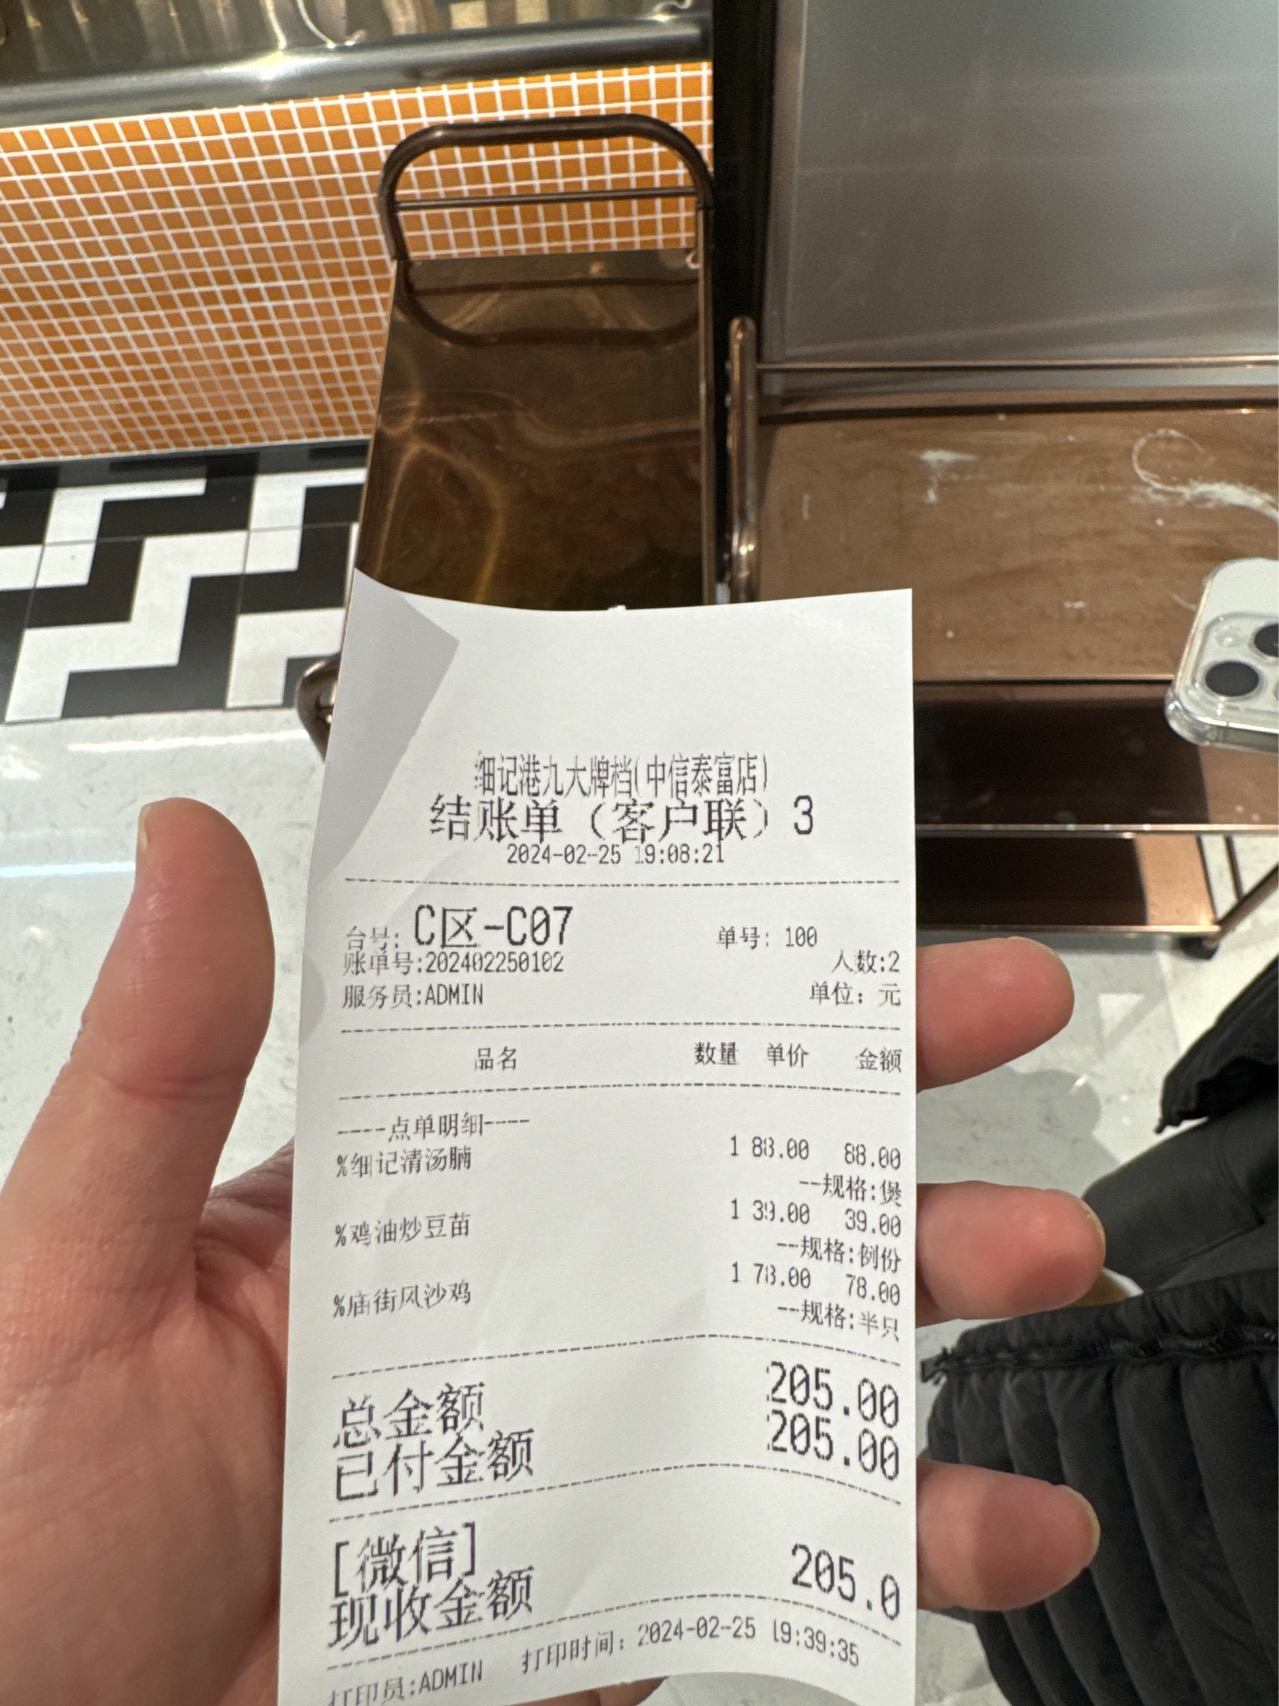 细记港九大牌档(中信泰富店)
结账单（客户联）3
2024-02-25 19:08:21
台号: C区-C07 单号: 100
账单号:202402250102 人数:2
服务员:ADMIN 单位: 元
品名 数量 单价 金额
----点单明细----
%细记清汤腩 1 88.00 88.00
--规格:煲
%鸡油炒豆苗 1 39.00 39.00
--规格:例份
%庙街风沙鸡 1 78.00 78.00
--规格:半只
总金额 205.00
已付金额 205.00
[微信]
现收金额 205.0
打印员:ADMIN 打印时间: 2024-02-25 19:39:35